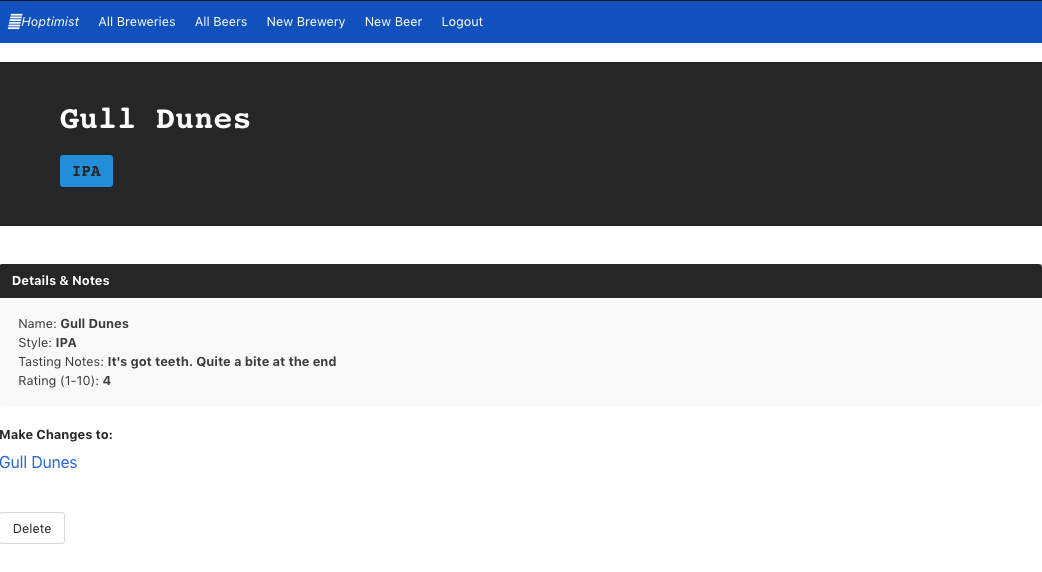 Hoptimist All Breweries All Beers New Brewery New Beer Logout
Gull Dunes
IPA
Details & Notes
Name: Gull Dunes
Style: IPA
Tasting Notes: It's got teeth. Quite a bite at the end
Rating (1-10): 4
Make Changes to:
Gull Dunes
Delete